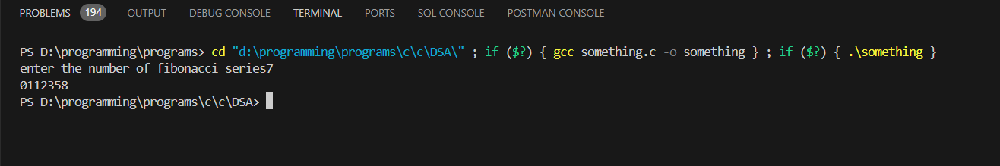 PROBLEMS 194 OUTPUT DEBUG CONSOLE TERMINAL PORTS SQL CONSOLE POSTMAN CONSOLE
PS D:\programming\programs> cd "d:\programming\programs\c\c\DSA\" ; if ($?) { gcc something.c -o something } ; if ($?) { .\something }
enter the number of fibonacci series7
0112358
PS D:\programming\programs\c\c\DSA>